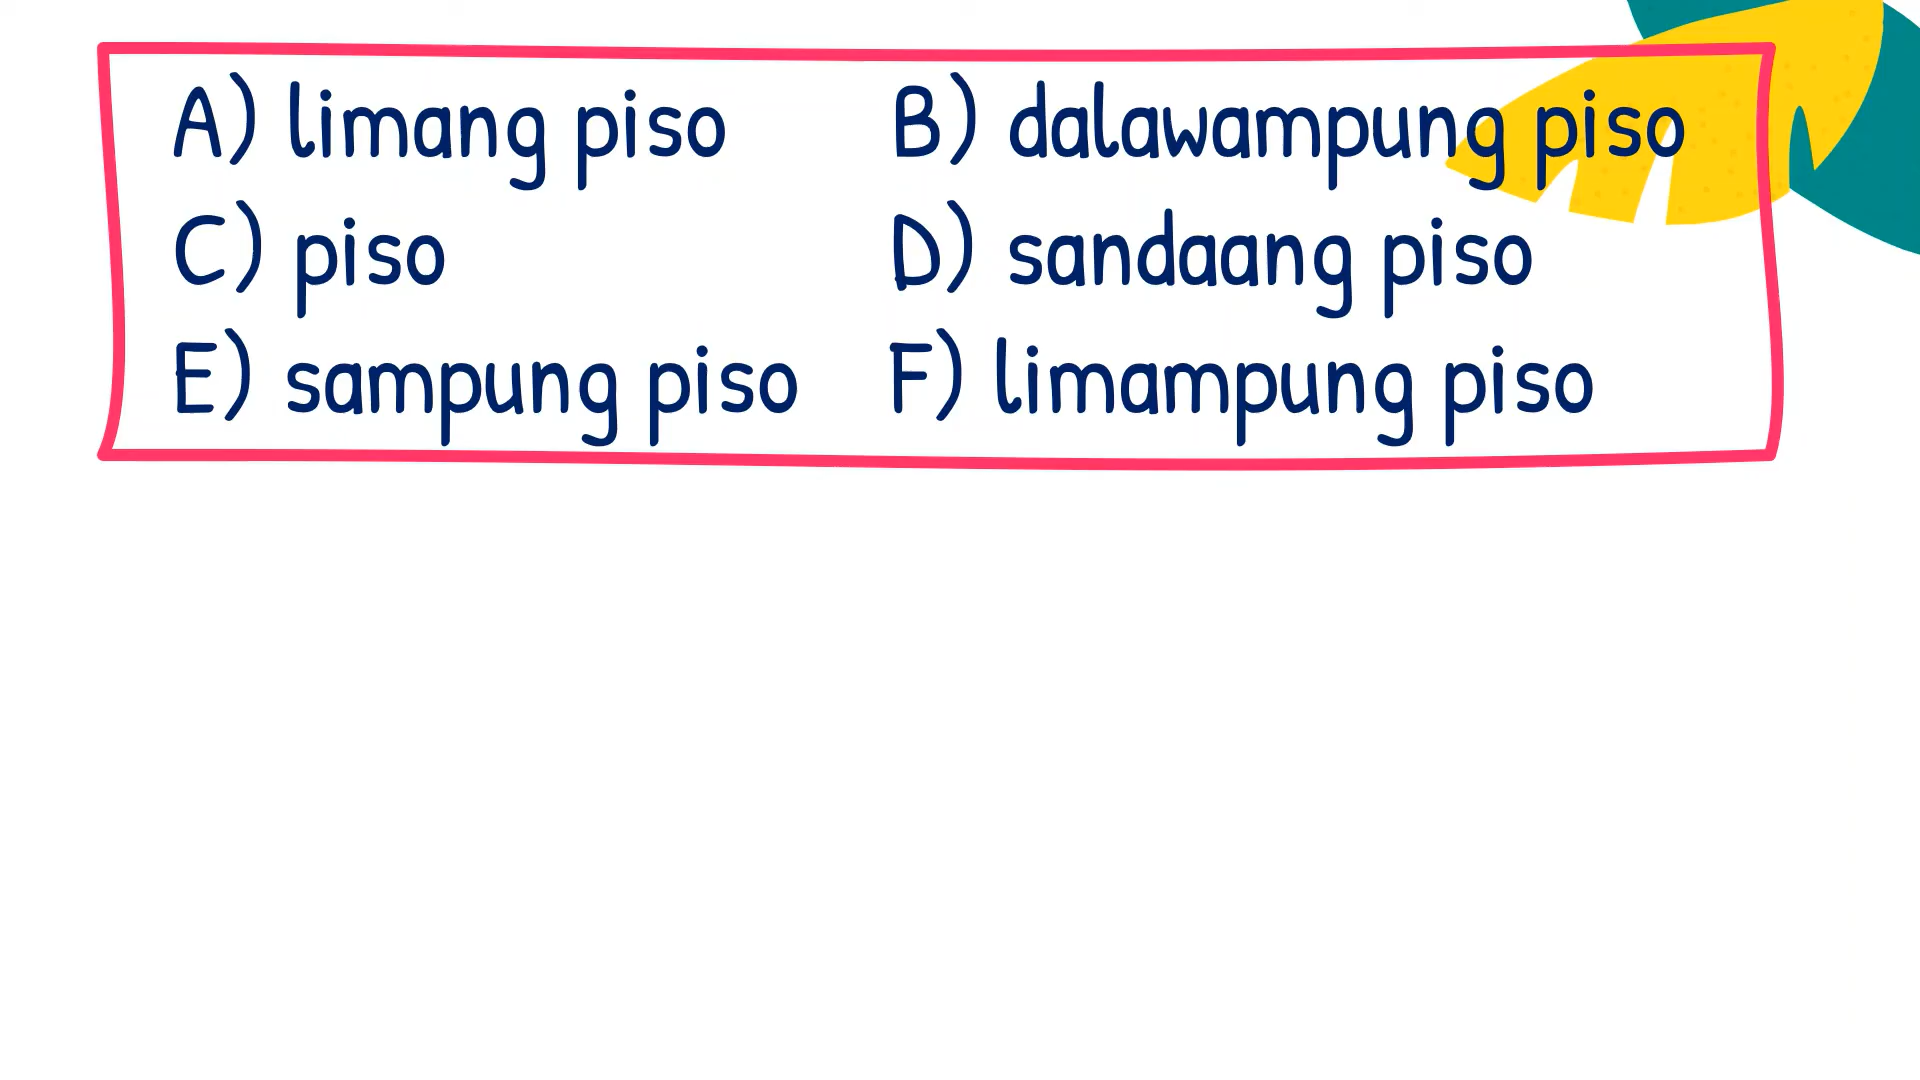 A) limang piso B) dalawampung piso
C) piso D) sandaang piso
E) sampung piso F) limampung piso